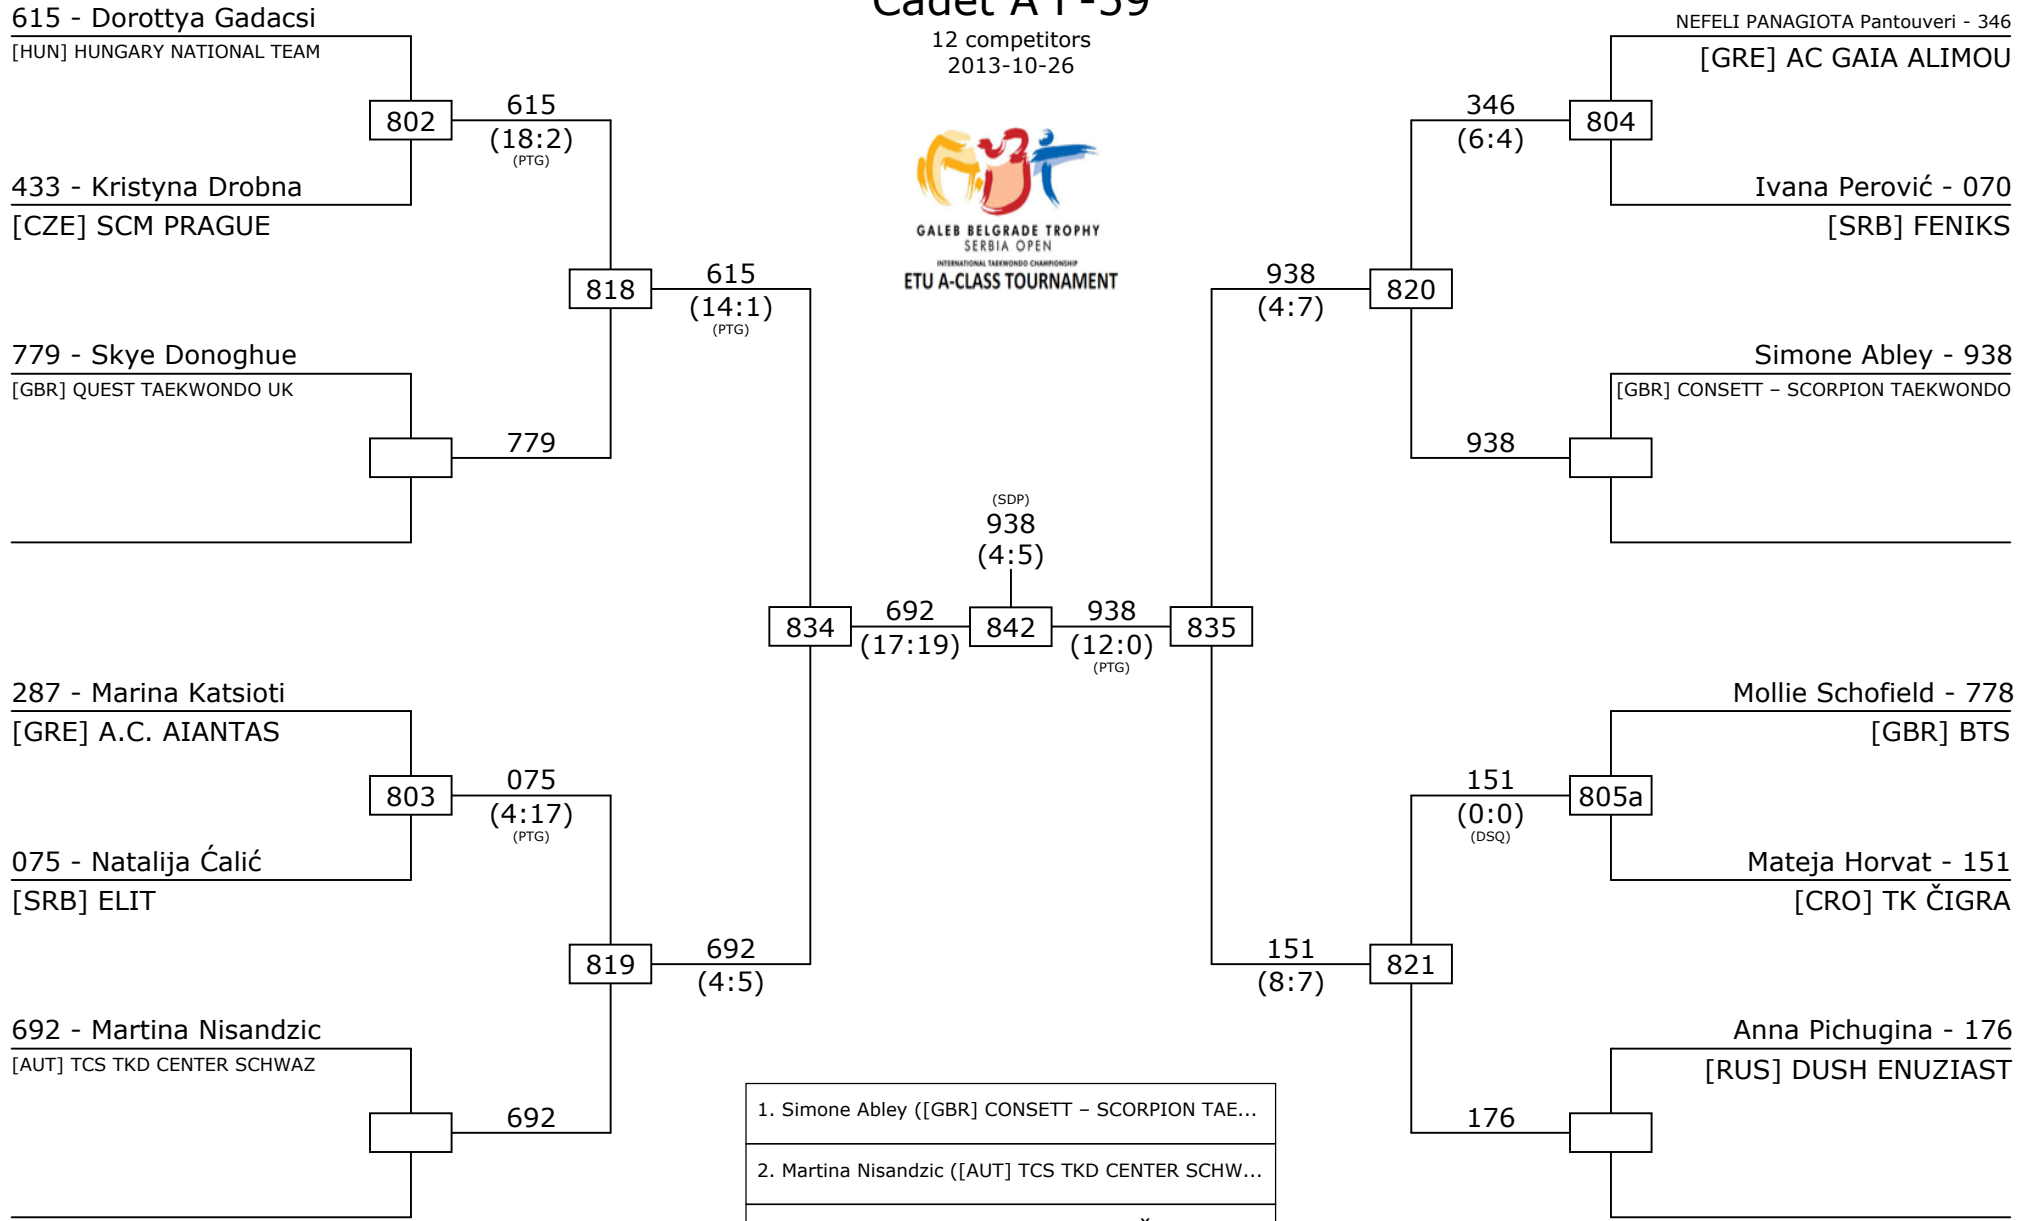 615 - Dorottya Gadacsi
[HUN] HUNGARY NATIONAL TEAM
802
615
(18:2)
(PTG)
433 - Kristyna Drobna
[CZE] SCM PRAGUE
818
615
(14:1)
(PTG)
779 - Skye Donoghue
[GBR] QUEST TAEKWONDO UK
779
834
692
(17:19)
287 - Marina Katsioti
[GRE] A.C. AIANTAS
803
075
(4:17)
(PTG)
075 - Natalija Ćalić
[SRB] ELIT
819
692
(4:5)
692 - Martina Nisandzic
[AUT] TCS TKD CENTER SCHWAZ
692
12 competitors
2013-10-26
GALEB BELGRADE TROPHY
SERBIA OPEN
INTERNATIONAL TAEKWONDO CHAMPIONSHIP
ETU A-CLASS TOURNAMENT
(SDP)
938
(4:5)
842
938
(12:0)
(PTG)
835
NEFELI PANAGIOTA Pantouveri - 346
[GRE] AC GAIA ALIMOU
346
(6:4)
804
Ivana Perović - 070
[SRB] FENIKS
938
(4:7)
820
Simone Abley - 938
[GBR] CONSETT – SCORPION TAEKWONDO
938
Mollie Schofield - 778
[GBR] BTS
151
(0:0)
(DSQ)
805a
Mateja Horvat - 151
[CRO] TK ČIGRA
151
(8:7)
821
Anna Pichugina - 176
[RUS] DUSH ENUZIAST
176
1. Simone Abley ([GBR] CONSETT – SCORPION TAE...
2. Martina Nisandzic ([AUT] TCS TKD CENTER SCHW...